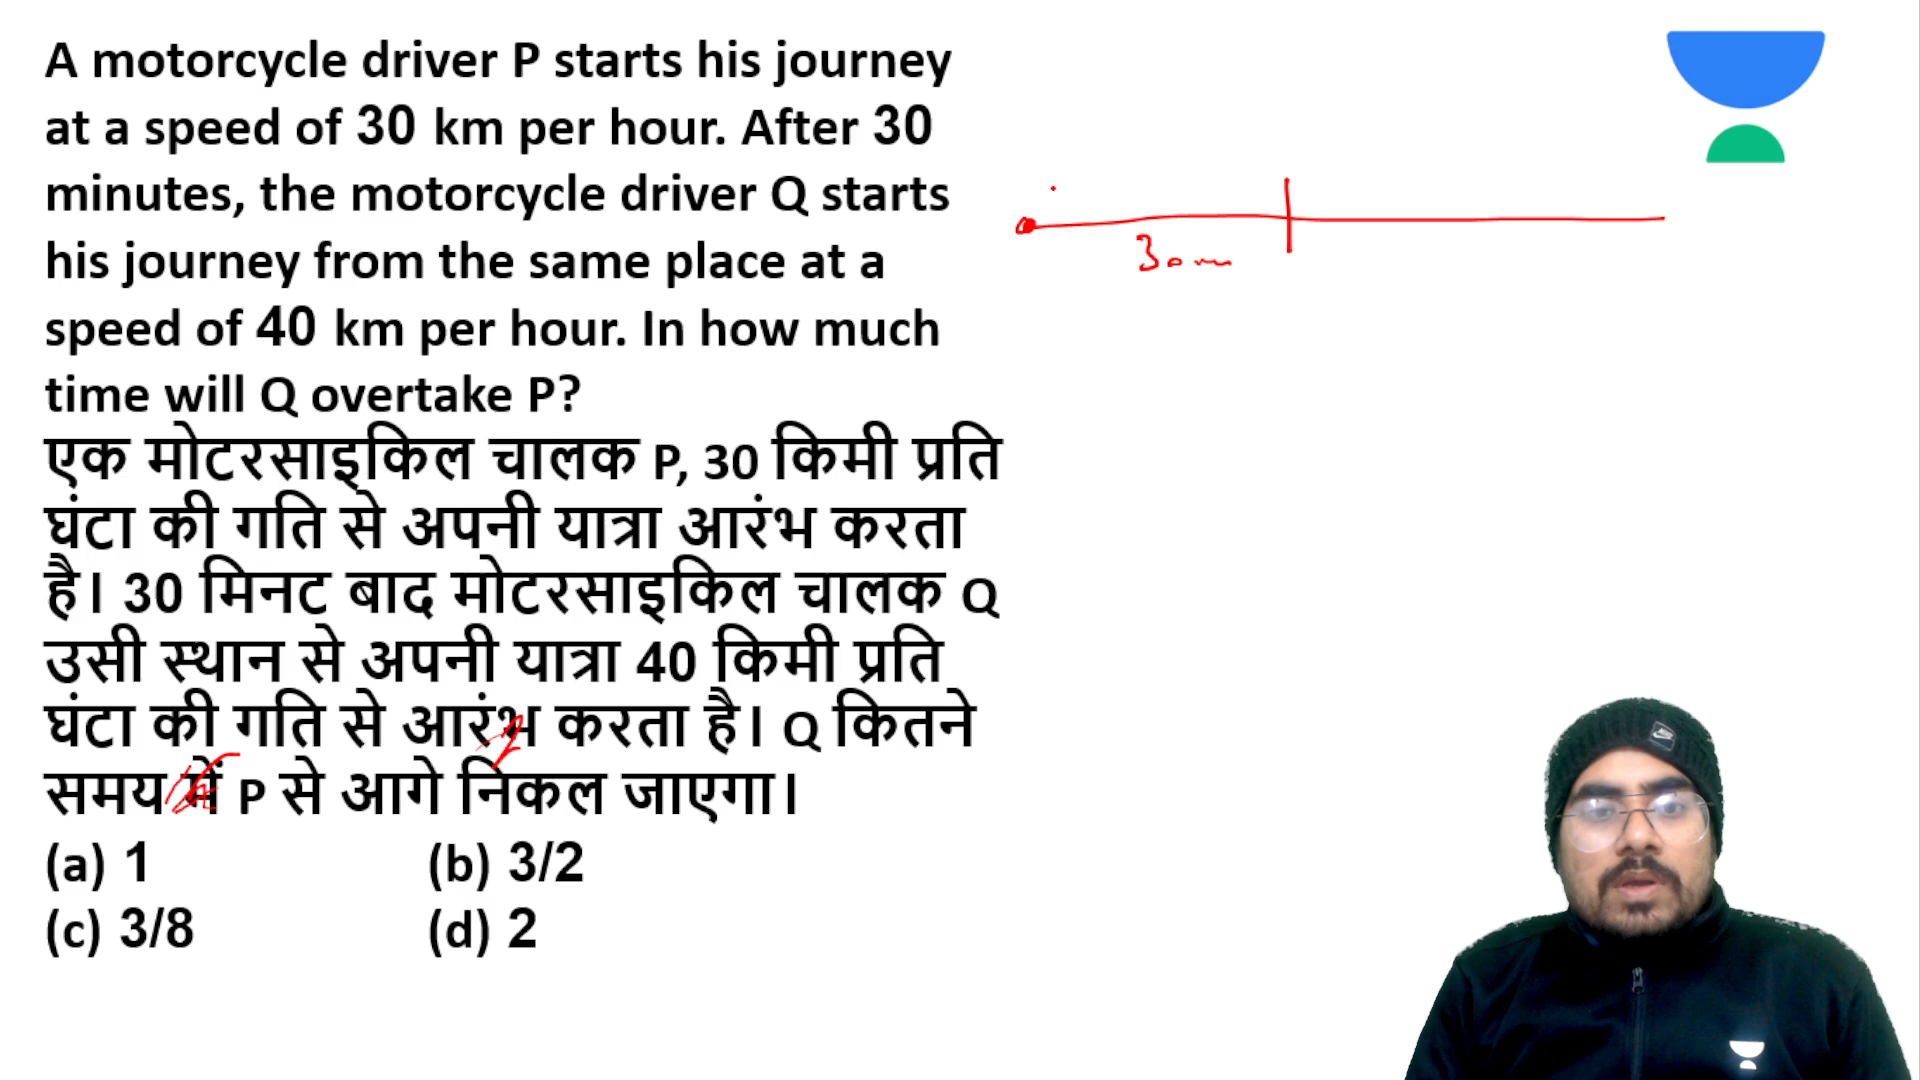 A motorcycle driver P starts his journey
at a speed of 30 km per hour. After 30
minutes, the motorcycle driver Q starts
his journey from the same place at a
speed of 40 km per hour. In how much
time will Q overtake P?
एक मोटरसाइकिल चालक P, 30 किमी प्रति
घंटा की गति से अपनी यात्रा आरंभ करता
है। 30 मिनट बाद मोटरसाइकिल चालक Q
उसी स्थान से अपनी यात्रा 40 किमी प्रति
घंटा की गति से आरंभ करता है। Q कितने
समय में P से आगे निकल जाएगा।
(a) 1 (b) 3/2
(c) 3/8 (d) 2
30m